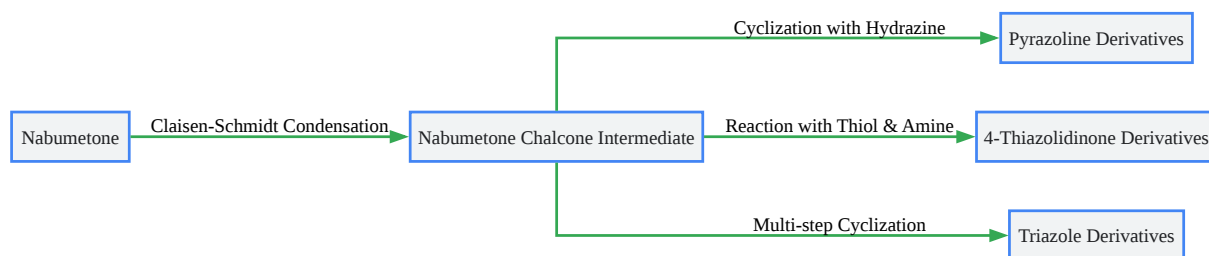 Cyclization with Hydrazine
Pyrazoline Derivatives
Nabumetone
Claisen-Schmidt Condensation
Nabumetone Chalcone Intermediate
Reaction with Thiol & Amine
4-Thiazolidinone Derivatives
Multi-step Cyclization
Triazole Derivatives